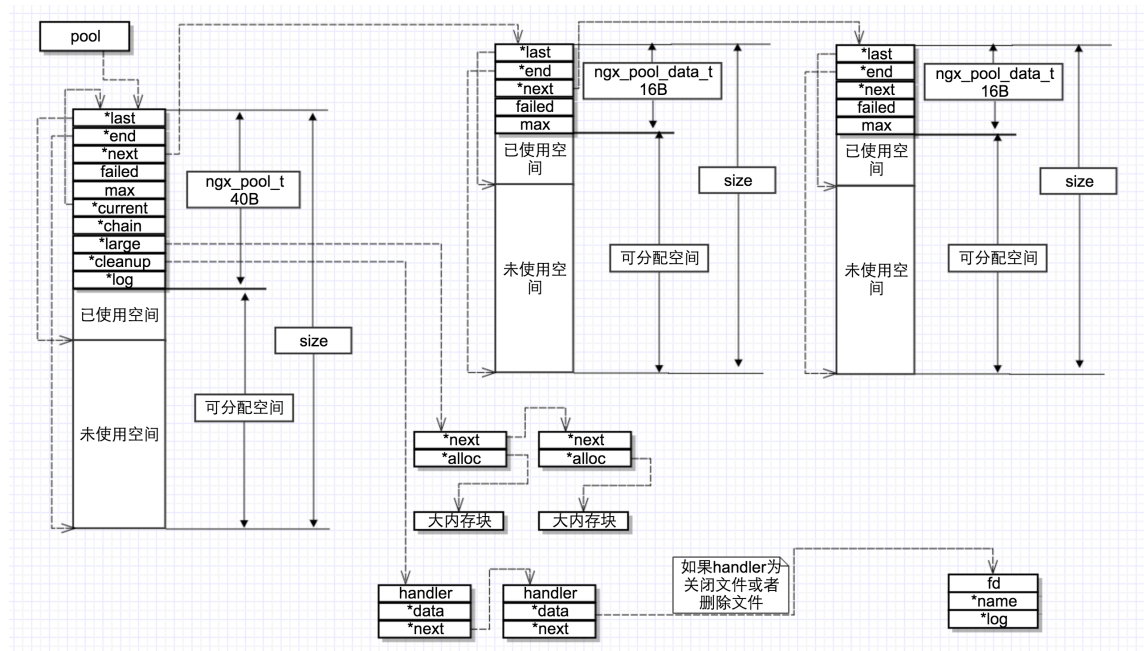 pool
*last
*end
*next
failed
max
*current
*chain
*large
*cleanup
*log
已使用空间
未使用空间
ngx_pool_t
40B
size
可分配空间
*last
*end
*next
failed
max
已使用空
间
未使用空
间
ngx_pool_data_t
16B
size
可分配空间
*last
*end
*next
failed
max
已使用空
间
未使用空
间
ngx_pool_data_t
16B
size
可分配空间
*next
*alloc
*next
*alloc
大内存块
大内存块
handler
*data
*next
handler
*data
*next
如果handler为
关闭文件或者
删除文件
fd
*name
*log